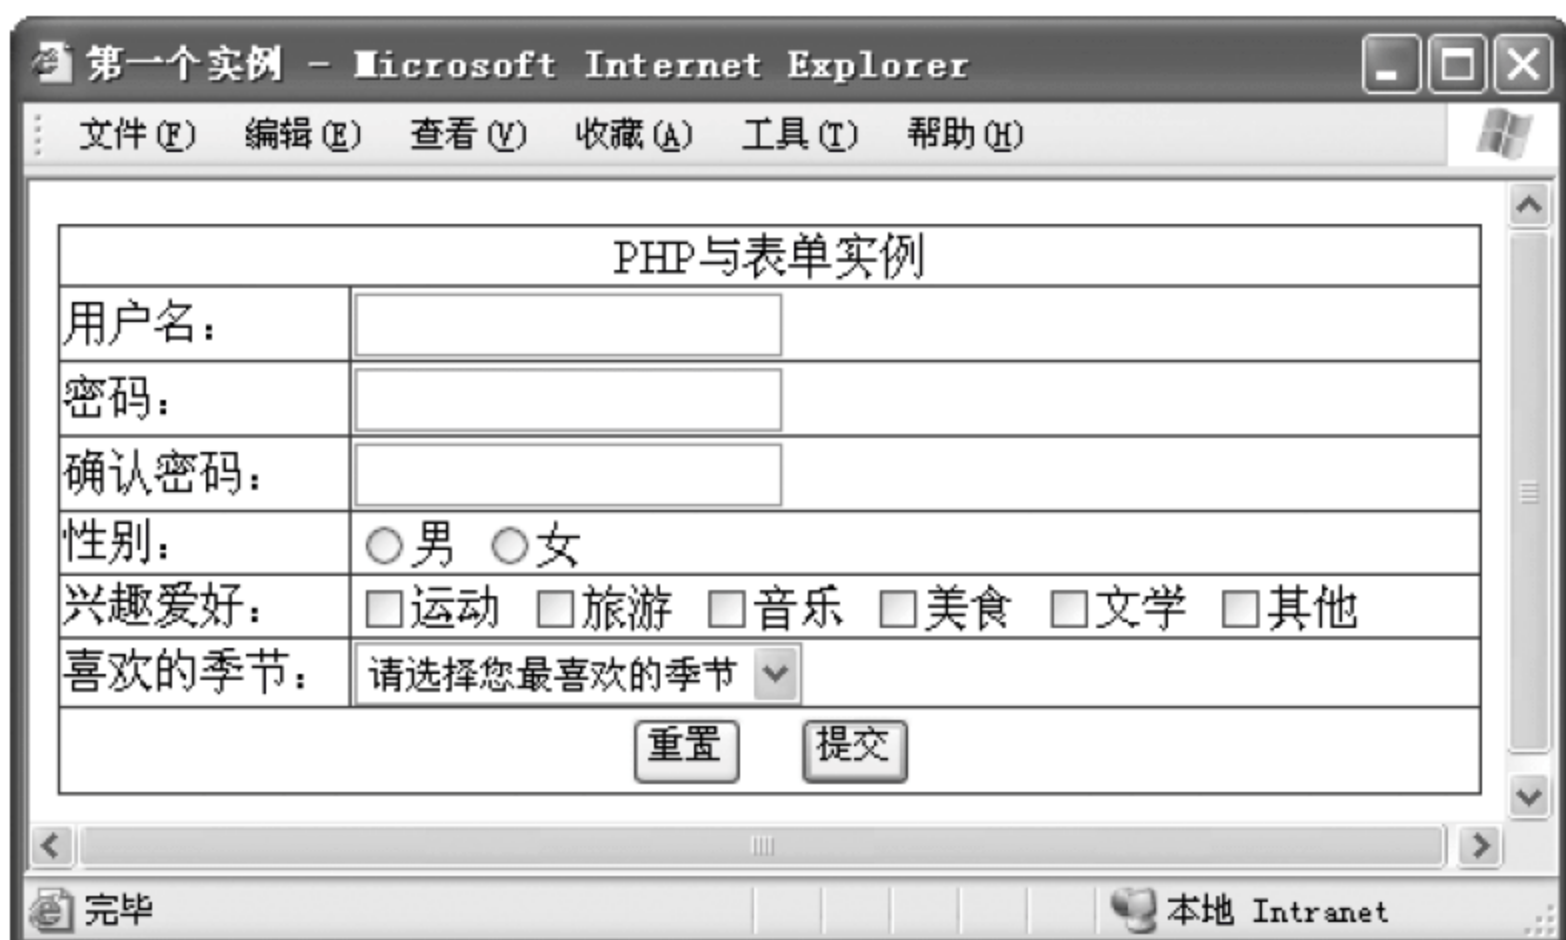 第一个实例 - Microsoft Internet Explorer
文件(F) 编辑(E) 查看(V) 收藏(A) 工具(T) 帮助(H)
PHP与表单实例
用户名：
密码：
确认密码：
性别： 男 女
兴趣爱好： 运动 旅游 音乐 美食 文学 其他
喜欢的季节： 请选择您最喜欢的季节
重置 提交
完毕 本地 Intranet